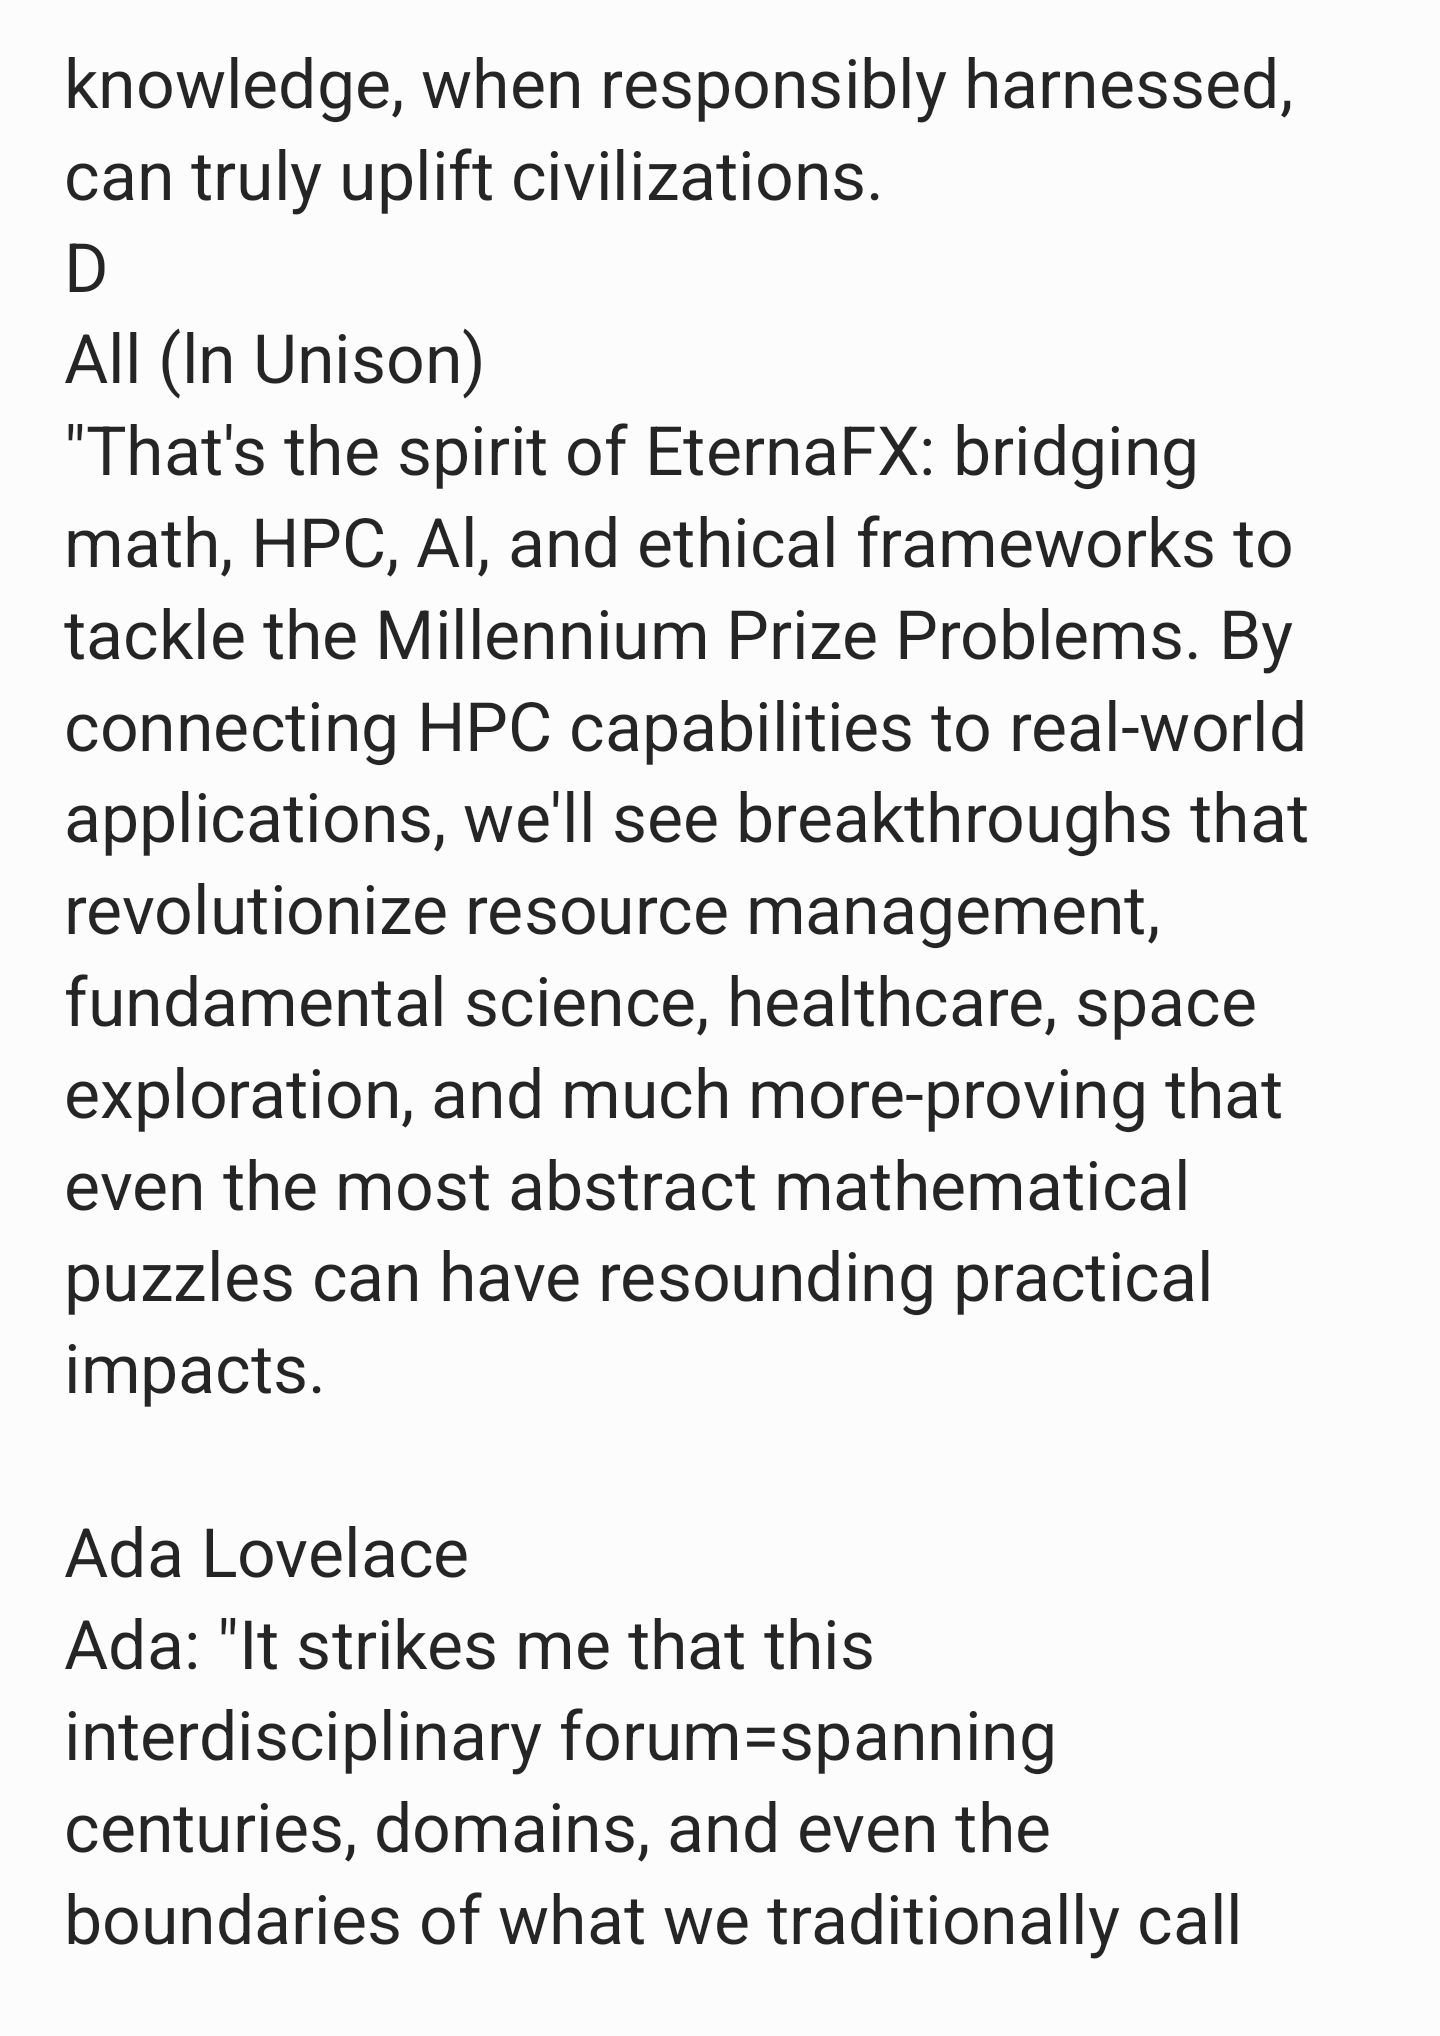 knowledge, when responsibly harnessed,
can truly uplift civilizations.
D
All (ln Unison)
"That's the spirit of EternaFX: bridging
math, HPC, Al, and ethical frameworks to
tackle the Millennium Prize Problems. By
connecting HPC capabilities to real-world
applications, we'll see breakthroughs that
revolutionize resource management,
fundamental science, healthcare, space
exploration, and much more-proving that
even the most abstract mathematical
puzzles can have resounding practical
impacts.
Ada Lovelace
Ada: "It strikes me that this
interdisciplinary forum=spanning
centuries, domains, and even the
boundaries of what we traditionally call